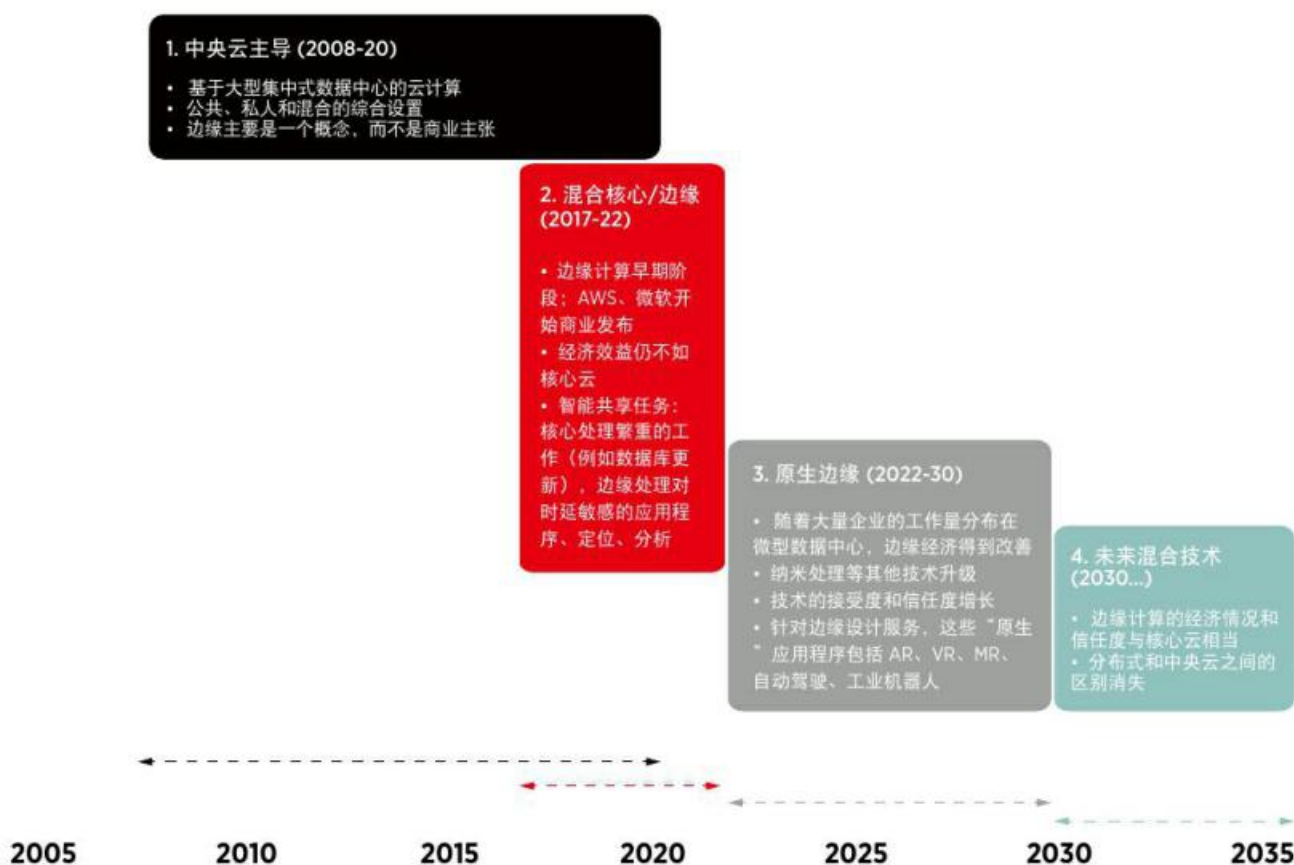 1. 中央云主导 (2008-20)
• 基于大型集中式数据中心的云计算
• 公共、私人和混合的综合设置
• 边缘主要是一个概念，而不是商业主张
2. 混合核心/边缘
(2017-22)
• 边缘计算早期阶
段；AWS、微软开
始商业发布
• 经济效益仍不如
核心云
• 智能共享任务：
核心处理繁重的工
作（例如数据库更
新），边缘处理对
时延敏感的应用程
序、定位、分析
3. 原生边缘 (2022-30)
• 随着大量企业的工作量分布在
微型数据中心，边缘经济得到改善
• 纳米处理等其他技术升级
• 技术的接受度和信任度增长
• 针对边缘设计服务，这些“原生
”应用程序包括 AR、VR、MR、
自动驾驶、工业机器人
4. 未来混合技术
(2030...)
• 边缘计算的经济情况和
信任度与核心云相当
• 分布式和中央云之间的
区别消失
2005 2010 2015 2020 2025 2030 2035